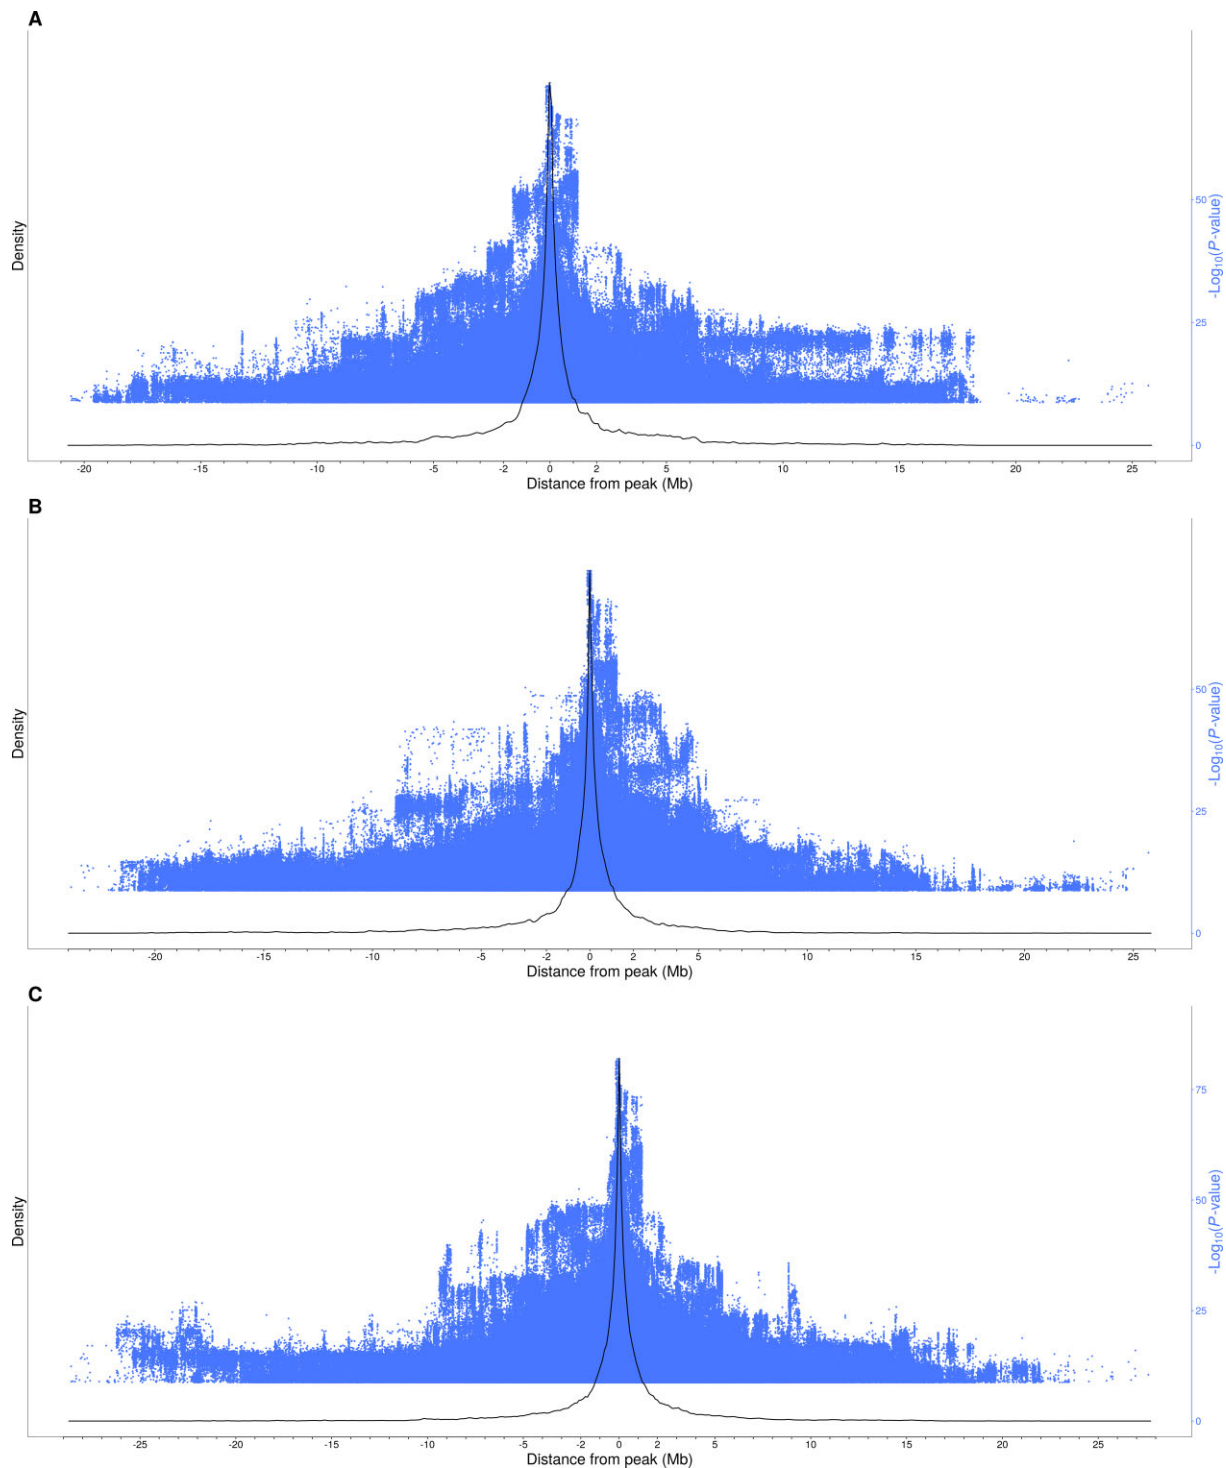 A
Density
-Log10(P-value)
50
25
0
-20 -15 -10 -5 -2 0 2 5 10 15 20 25
Distance from peak (Mb)
B
Density
-Log10(P-value)
50
25
0
-20 -15 -10 -5 -2 0 2 5 10 15 20 25
Distance from peak (Mb)
C
Density
-Log10(P-value)
75
50
25
0
-25 -20 -15 -10 -5 -2 0 2 5 10 15 20 25
Distance from peak (Mb)